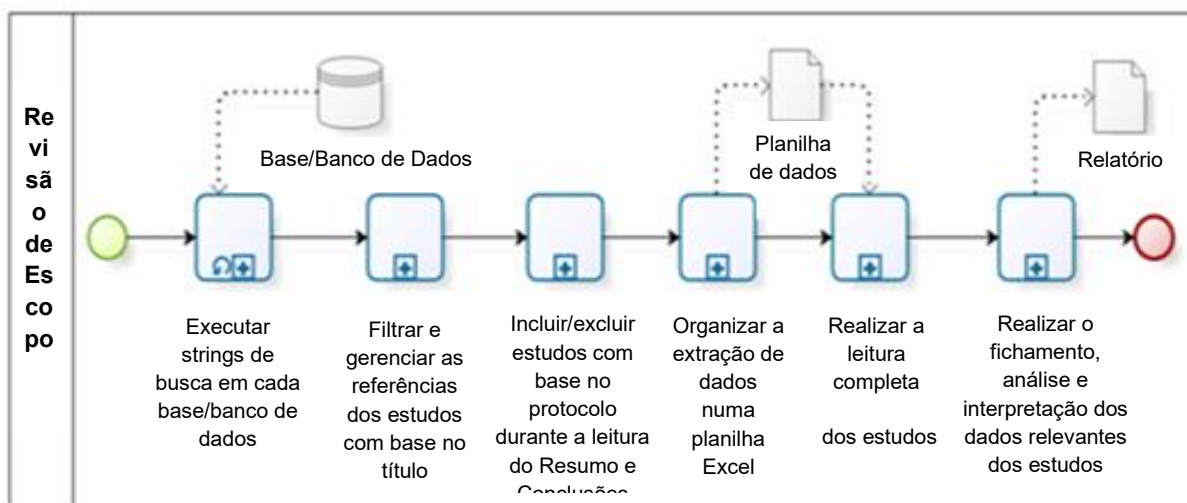 Re
vi
sã
o
de
Es
co
po
Base/Banco de Dados
Planilha
de dados
Relatório
Executar
strings de
busca em cada
base/banco de
dados
Filtrar e
gerenciar as
referências
dos estudos
com base no
título
Incluir/excluir
estudos com
base no
protocolo
durante a leitura
do Resumo e
Conclusões
Organizar a
extração de
dados
numa
planilha
Excel
Realizar a
leitura
completa
dos estudos
Realizar o
fichamento,
análise e
interpretação dos
dados relevantes
dos estudos